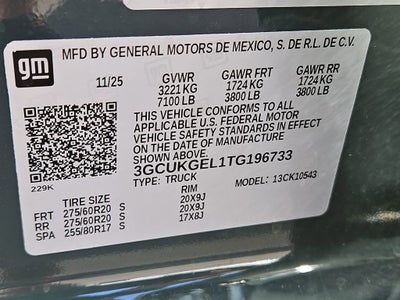 gm
MFD BY GENERAL MOTORS DE MEXICO, S. DE R.L. DE C.V.
11/25 GVWR GAWR FRT GAWR RR
3221 KG 1724 KG 1724 KG
7100 LB 3800 LB 3800 LB
THIS VEHICLE CONFORMS TO ALL APPLICABLE
U.S. FEDERAL MOTOR
VEHICLE SAFETY STANDARDS IN EFFECT ON THE
DATE OF MANUFACTURE SHOWN ABOVE.
3GCUKGEL1TG196733
229K TYPE: TRUCK MODEL: 13CK10543
TIRE SIZE RIM
FRT 275/60R20 S 20X9J
RR 275/60R20 S 20X9J
SPA 255/80R17 S 17X8J